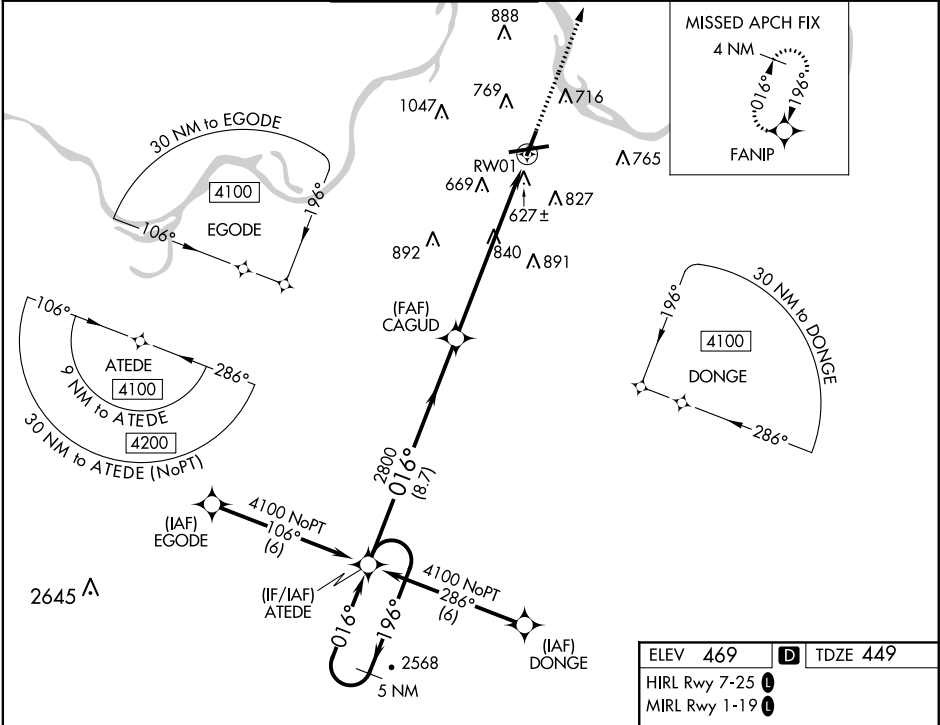 888
MISSED APCH FIX
4 NM
016°
196°
FANIP
769
1047
716
RW01
765
669
827
627±
892
840
891
30 NM to EGODE
4100
EGODE
106°
196°
106°
286°
ATEDE
4100
9 NM to ATEDE
4200
30 NM to ATEDE (NoPT)
(FAF)
CAGUD
30 NM to DONGE
196°
4100
DONGE
286°
2800
016°
(8.7)
(IAF)
EGODE
4100 NoPT
106°
(6)
(IF/IAF)
ATEDE
4100 NoPT
286°
(6)
(IAF)
DONGE
016°
196°
2645
2568
5 NM
ELEV 469 D TDZE 449
HIRL Rwy 7-25 L
MIRL Rwy 1-19 L